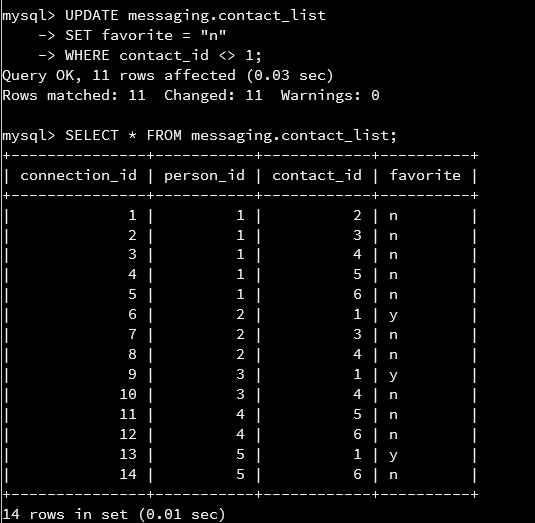 mysql> UPDATE messaging.contact_list
    -> SET favorite = "n"
    -> WHERE contact_id <> 1;
Query OK, 11 rows affected (0.03 sec)
Rows matched: 11  Changed: 11  Warnings: 0

mysql> SELECT * FROM messaging.contact_list;
+---------------+-----------+------------+----------+
| connection_id | person_id | contact_id | favorite |
+---------------+-----------+------------+----------+
|             1 |         1 |          2 | n        |
|             2 |         1 |          3 | n        |
|             3 |         1 |          4 | n        |
|             4 |         1 |          5 | n        |
|             5 |         1 |          6 | n        |
|             6 |         2 |          1 | y        |
|             7 |         2 |          3 | n        |
|             8 |         2 |          4 | n        |
|             9 |         3 |          1 | y        |
|            10 |         3 |          4 | n        |
|            11 |         4 |          5 | n        |
|            12 |         4 |          6 | n        |
|            13 |         5 |          1 | y        |
|            14 |         5 |          6 | n        |
+---------------+-----------+------------+----------+
14 rows in set (0.01 sec)